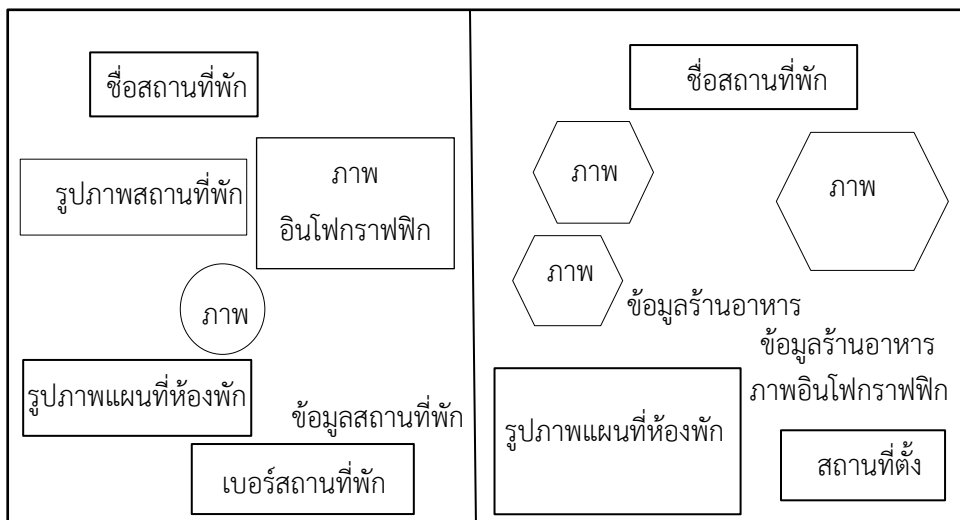 ชื่อสถานที่พัก
รูปภาพสถานที่พัก
ภาพ
อินโฟกราฟฟิก
ภาพ
รูปภาพแผนที่ห้องพัก
ข้อมูลสถานที่พัก
เบอร์สถานที่พัก
ชื่อสถานที่พัก
ภาพ
ภาพ
ภาพ
ข้อมูลร้านอาหาร
ข้อมูลร้านอาหาร
ภาพอินโฟกราฟฟิก
รูปภาพแผนที่ห้องพัก
สถานที่ตั้ง